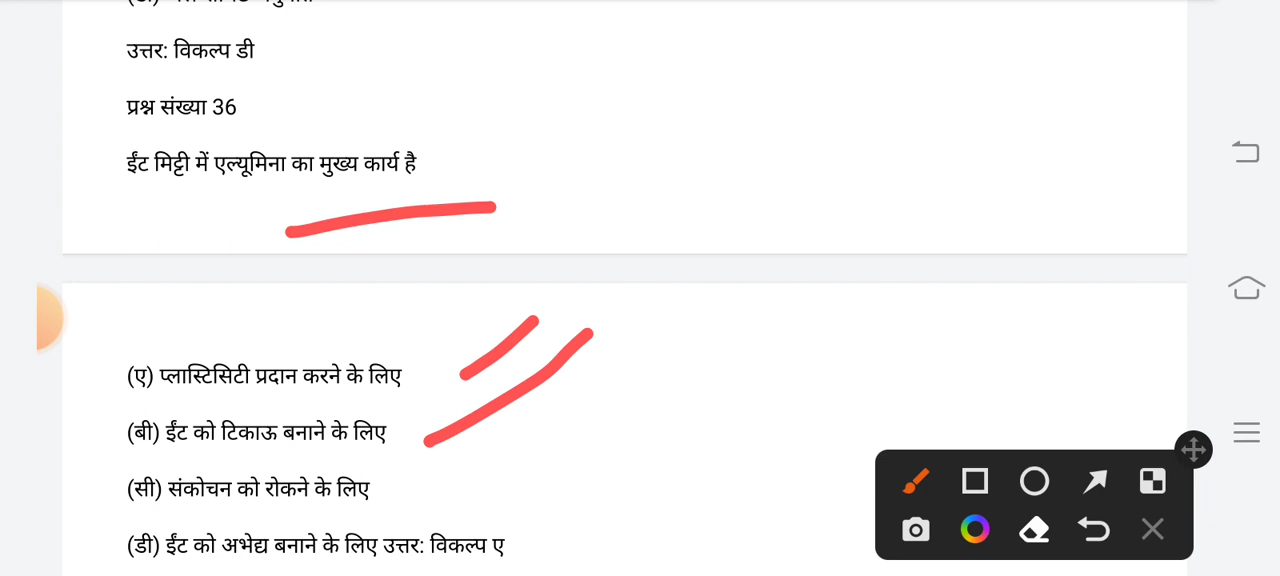 उत्तर: विकल्प डी
प्रश्न संख्या 36
ईंट मिट्टी में एल्यूमिना का मुख्य कार्य है
(ए) प्लास्टिसिटी प्रदान करने के लिए
(बी) ईंट को टिकाऊ बनाने के लिए
(सी) संकोचन को रोकने के लिए
(डी) ईंट को अभेद्य बनाने के लिए उत्तर: विकल्प ए